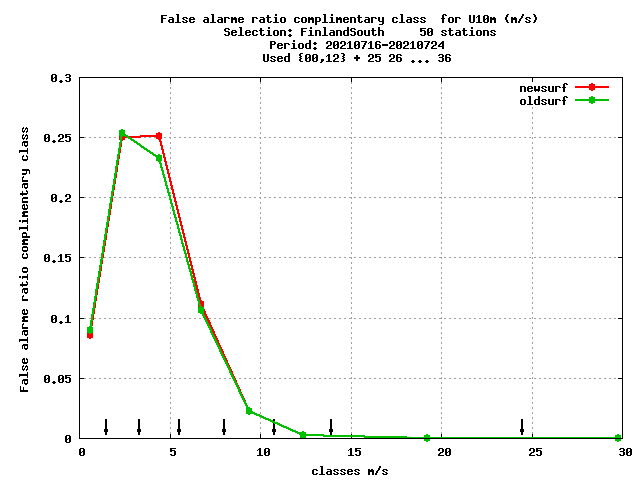 False alarme ratio complimentary class  for U10m (m/s)
Selection: FinlandSouth     50 stations
Period: 20210716-20210724
Used {00,12} + 25 26 ... 36
newsurf
oldsurf
False alarme ratio complimentary class
0.3
0.25
0.2
0.15
0.1
0.05
0
0 5 10 15 20 25 30
classes m/s